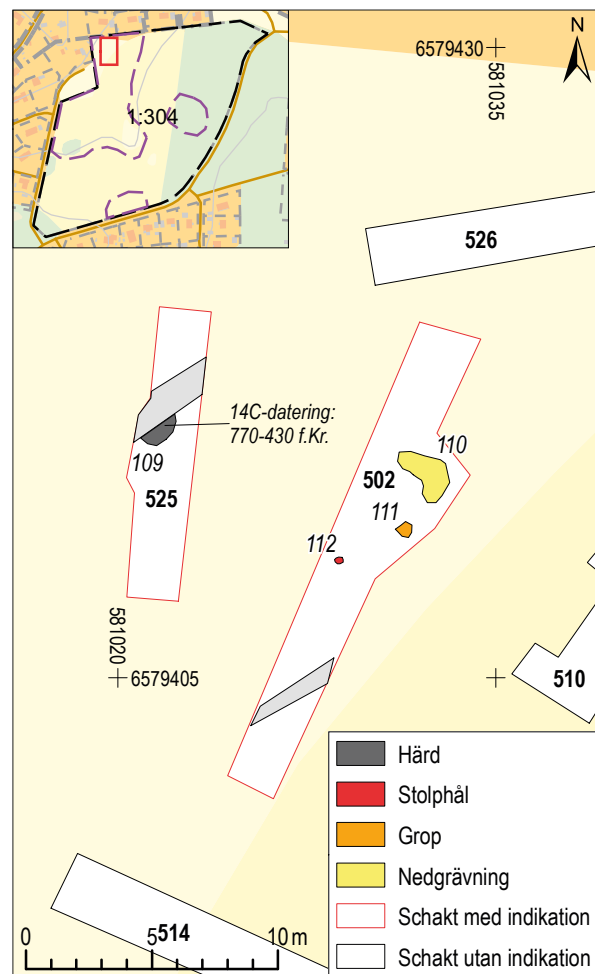 1:304
6579430
N
581035
526
14C-datering:
770-430 f.Kr.
109
525
110
502
111
112
581020
6579405
510
Härd
Stolphål
Grop
Nedgrävning
Schakt med indikation
Schakt utan indikation
514
0
5
10 m